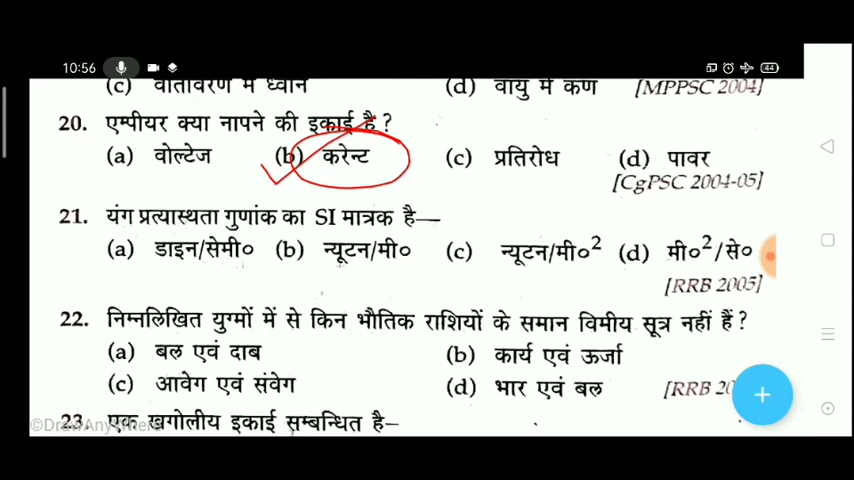 10:56
44
(c) वातावरण में ध्वनि (d) वायु में कण [MPPSC 2004]
20. एम्पीयर क्या नापने की इकाई है?
(a) वोल्टेज (b) करेन्ट (c) प्रतिरोध (d) पावर
[CgPSC 2004-05]
21. यंग प्रत्यास्थता गुणांक का SI मात्रक है—
(a) डाइन/सेमी० (b) न्यूटन/मी० (c) न्यूटन/मी०² (d) मी०²/से०
[RRB 2005]
22. निम्नलिखित युग्मों में से किन भौतिक राशियों के समान विमीय सूत्र नहीं हैं?
(a) बल एवं दाब (b) कार्य एवं ऊर्जा
(c) आवेग एवं संवेग (d) भार एवं बल [RRB 20
23. एक खगोलीय इकाई सम्बन्धित है—
©DrawAnywhere